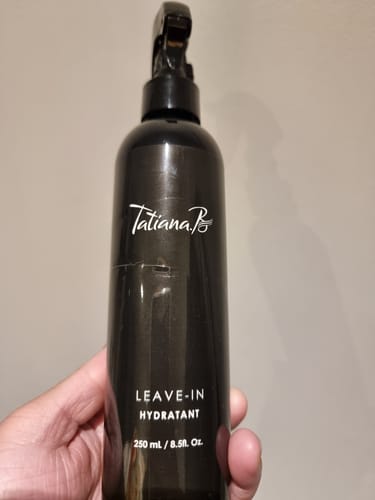 Tatiana.B
LEAVE-IN
HYDRATANT
250 mL / 8.5fl. Oz.